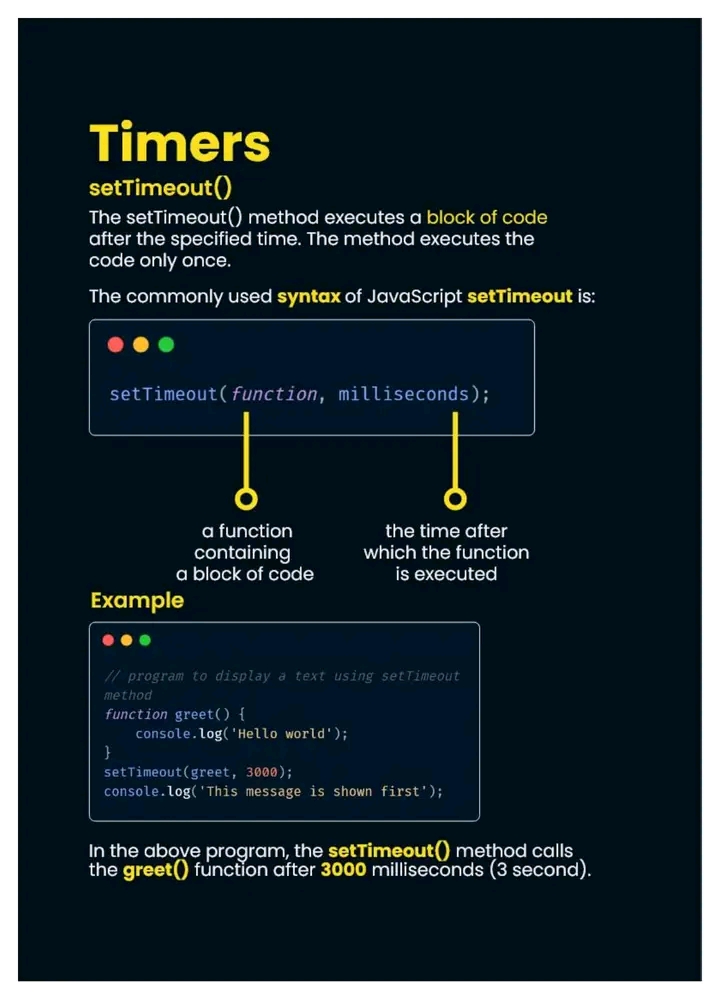 Timers
setTimeout()
The setTimeout() method executes a block of code
after the specified time. The method executes the
code only once.
The commonly used syntax of JavaScript setTimeout is:
setTimeout(function, milliseconds);
a function
containing
a block of code
the time after
which the function
is executed
Example
// program to display a text using setTimeout
method
function greet() {
    console.log('Hello world');
}
setTimeout(greet, 3000);
console.log('This message is shown first');
In the above program, the setTimeout() method calls
the greet() function after 3000 milliseconds (3 second).